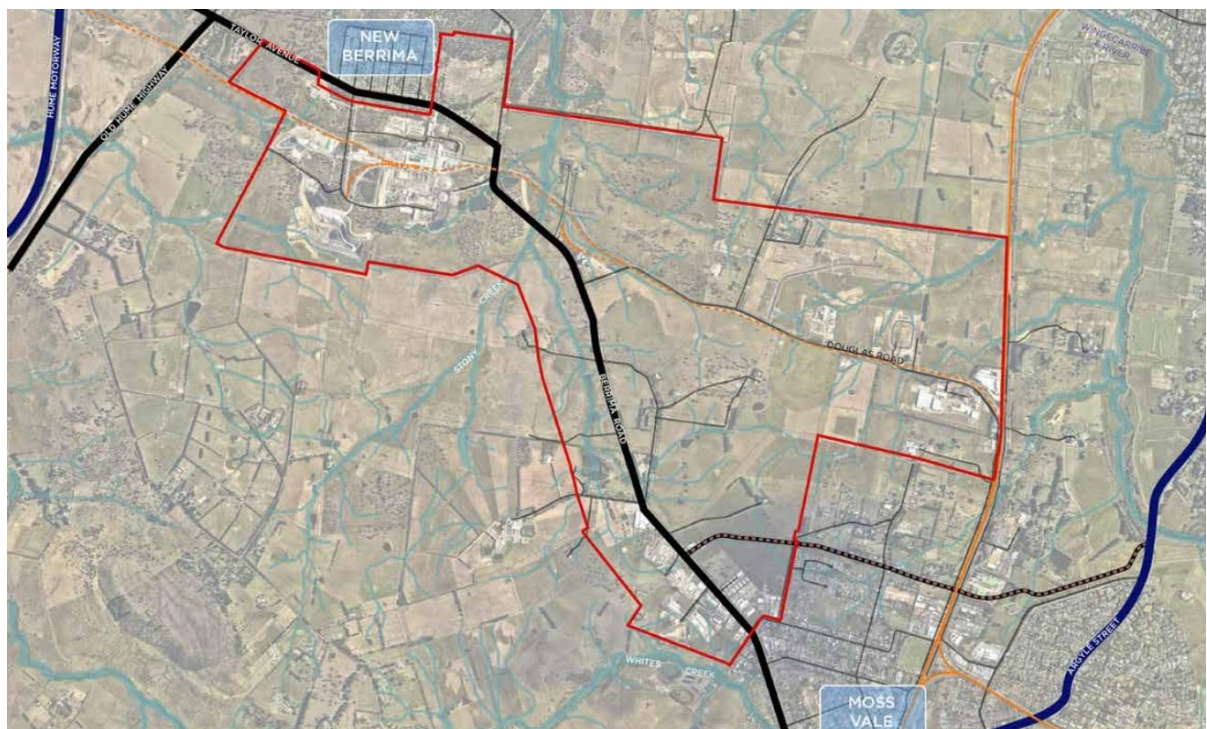 NEW
BERRIMA
TAYLOR AVENUE
WINGECARRIBE
RIVER
HUME MOTORWAY
OLD HUME HIGHWAY
STONY
CREEK
DOUGLAS ROAD
BERRIMA ROAD
WHITES
CREEK
ARGYLE STREET
MOSS
VALE